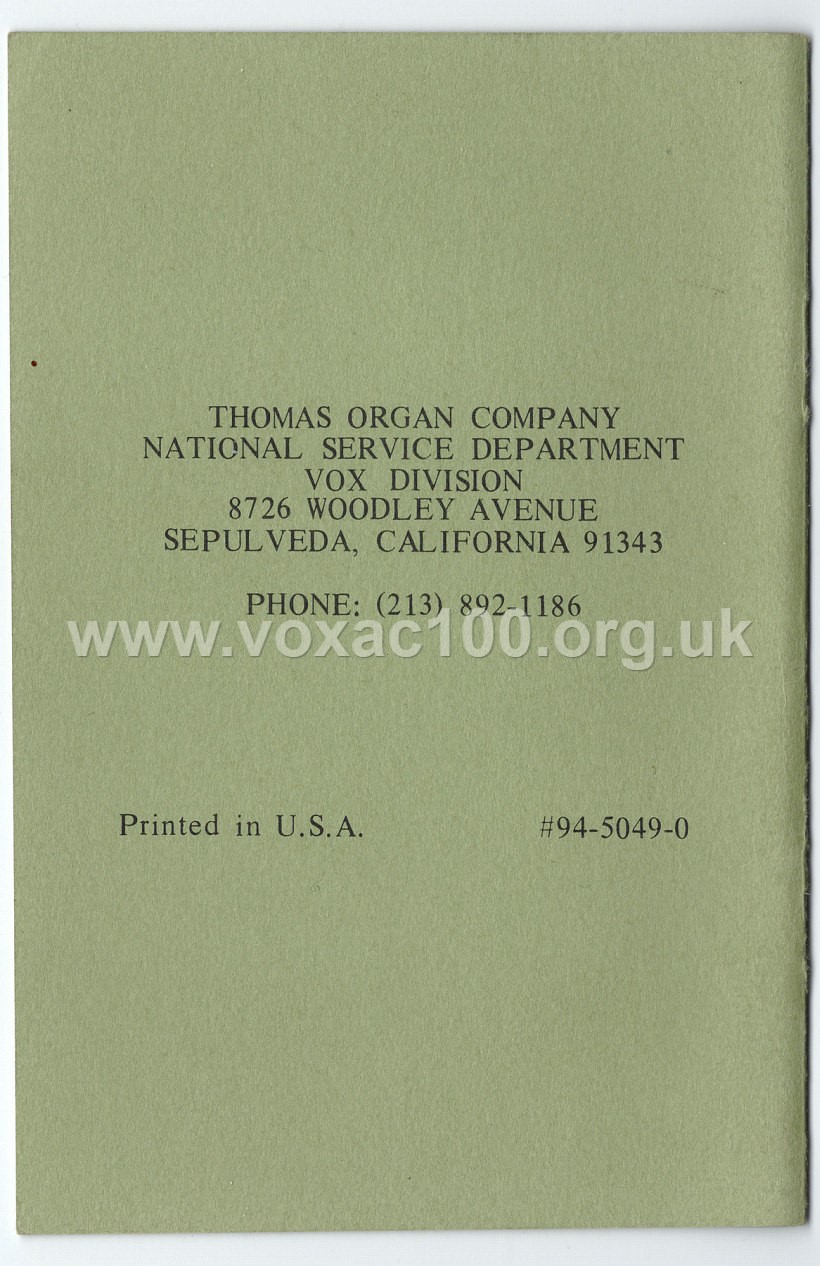 THOMAS ORGAN COMPANY
NATIONAL SERVICE DEPARTMENT
VOX DIVISION
8726 WOODLEY AVENUE
SEPULVEDA, CALIFORNIA 91343
PHONE: (213) 892-1186
www.voxac100.org.uk
Printed in U.S.A. #94-5049-0